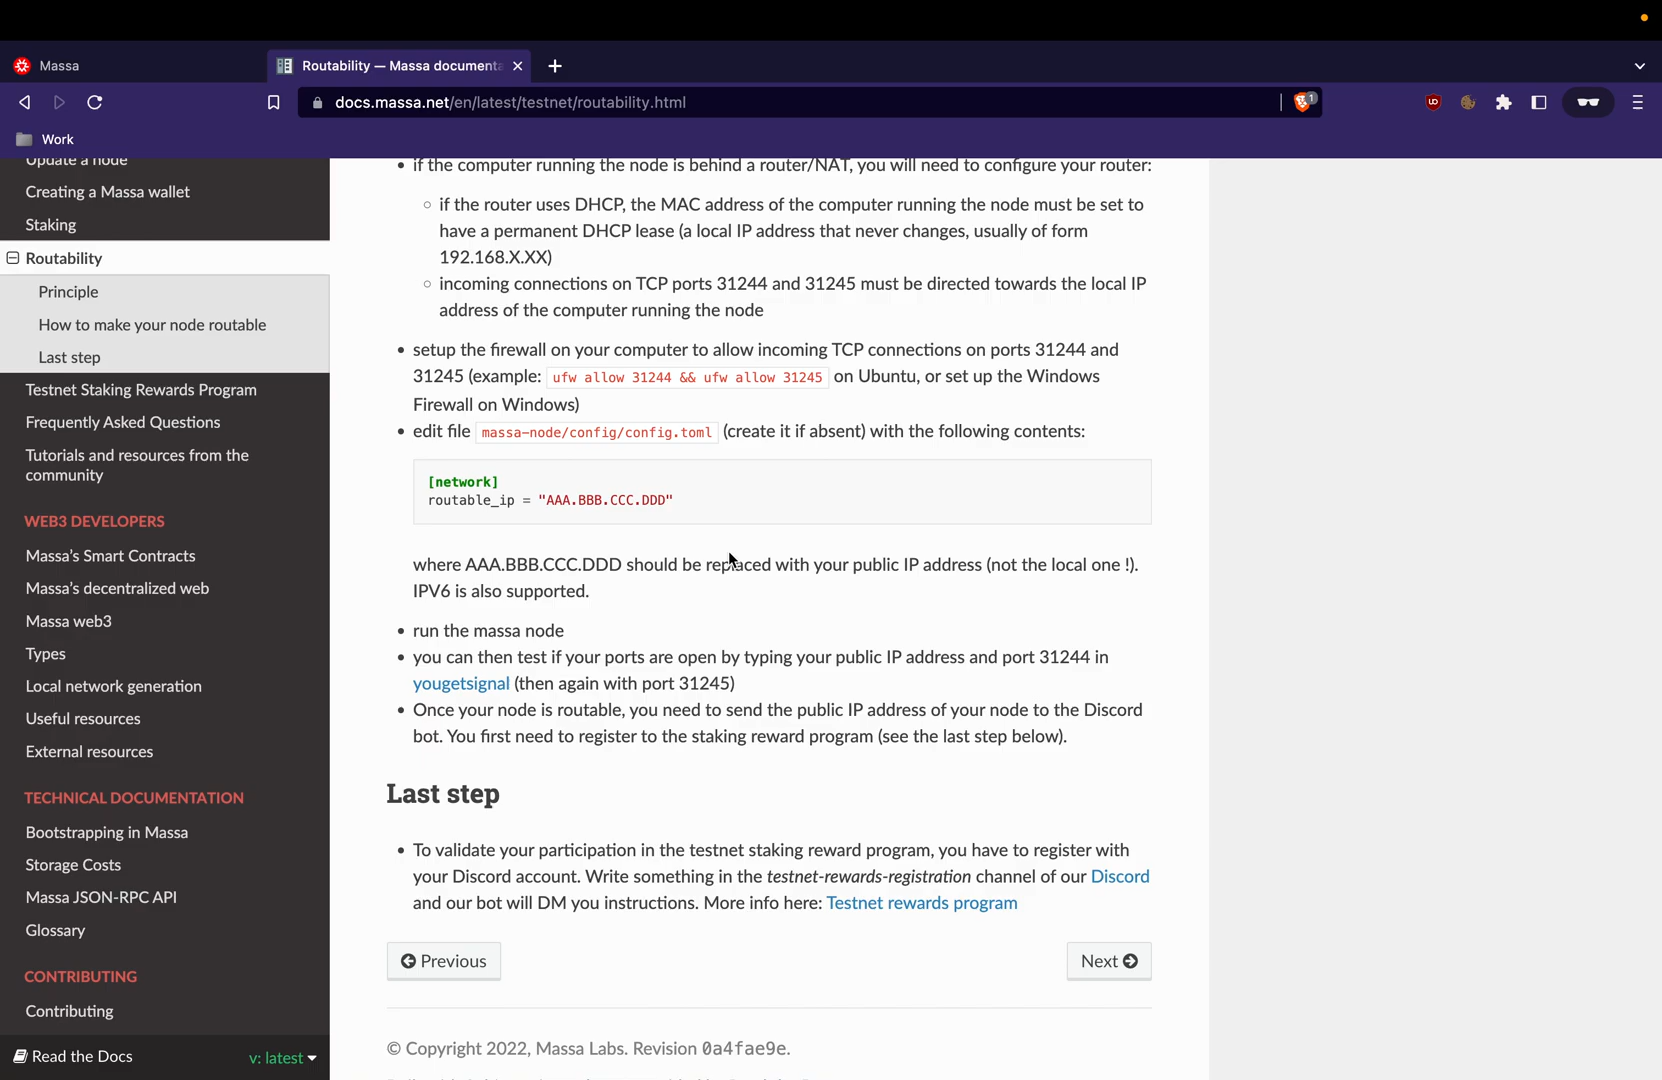 Massa
Routability — Massa documenta
docs.massa.net/en/latest/testnet/routability.html
1
Work
Update a node
Creating a Massa wallet
Staking
Routability
Principle
How to make your node routable
Last step
Testnet Staking Rewards Program
Frequently Asked Questions
Tutorials and resources from the
community
WEB3 DEVELOPERS
Massa's Smart Contracts
Massa's decentralized web
Massa web3
Types
Local network generation
Useful resources
External resources
TECHNICAL DOCUMENTATION
Bootstrapping in Massa
Storage Costs
Massa JSON-RPC API
Glossary
CONTRIBUTING
Contributing
Read the Docs
v: latest
• if the computer running the node is behind a router/NAT, you will need to configure your router:
◦ if the router uses DHCP, the MAC address of the computer running the node must be set to
have a permanent DHCP lease (a local IP address that never changes, usually of form
192.168.X.XX)
◦ incoming connections on TCP ports 31244 and 31245 must be directed towards the local IP
address of the computer running the node
• setup the firewall on your computer to allow incoming TCP connections on ports 31244 and
31245 (example: ufw allow 31244 && ufw allow 31245 on Ubuntu, or set up the Windows
Firewall on Windows)
• edit file massa-node/config/config.toml (create it if absent) with the following contents:
[network]
routable_ip = "AAA.BBB.CCC.DDD"
where AAA.BBB.CCC.DDD should be replaced with your public IP address (not the local one !).
IPV6 is also supported.
• run the massa node
• you can then test if your ports are open by typing your public IP address and port 31244 in
yougetsignal (then again with port 31245)
• Once your node is routable, you need to send the public IP address of your node to the Discord
bot. You first need to register to the staking reward program (see the last step below).
Last step
• To validate your participation in the testnet staking reward program, you have to register with
your Discord account. Write something in the testnet-rewards-registration channel of our Discord
and our bot will DM you instructions. More info here: Testnet rewards program
Previous
Next
© Copyright 2022, Massa Labs. Revision 0a4fae9e.